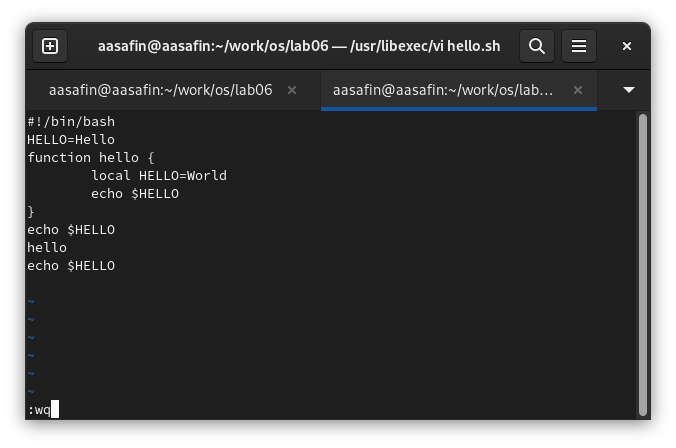 aasafin@aasafin:~/work/os/lab06 — /usr/libexec/vi hello.sh
aasafin@aasafin:~/work/os/lab06
aasafin@aasafin:~/work/os/lab…
#!/bin/bash
HELLO=Hello
function hello {
        local HELLO=World
        echo $HELLO
}
echo $HELLO
hello
echo $HELLO
~
~
~
~
~
~
:wq